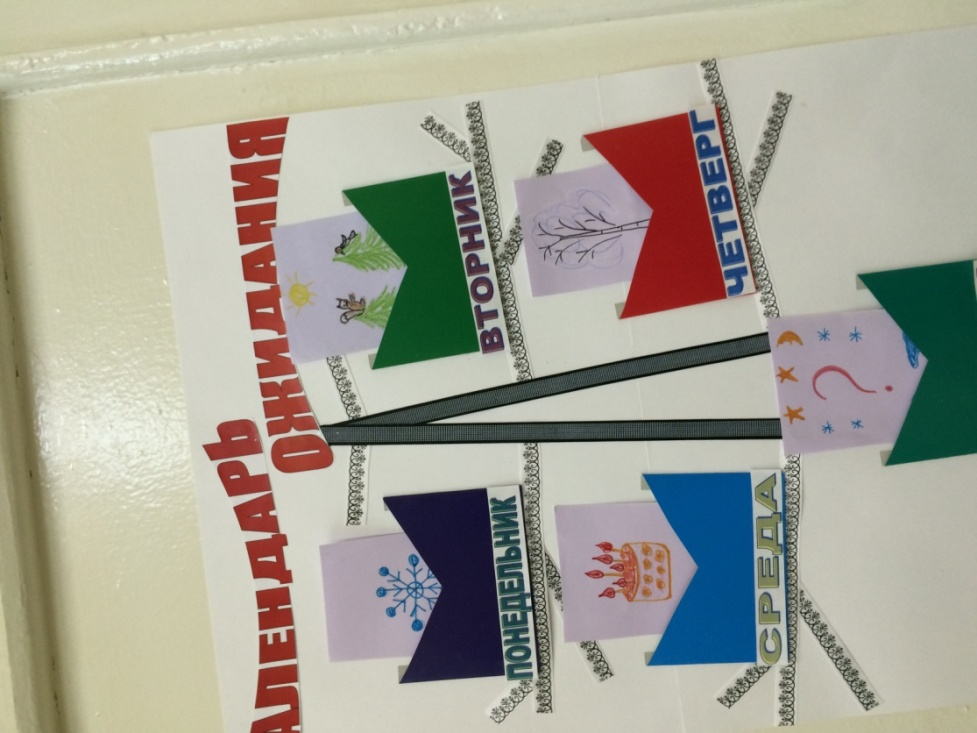 АЛЕНДАРЬ
ОЖИДАНИЯ
ПОНЕДЕЛЬНИК
ВТОРНИК
СРЕДА
ЧЕТВЕРГ
?